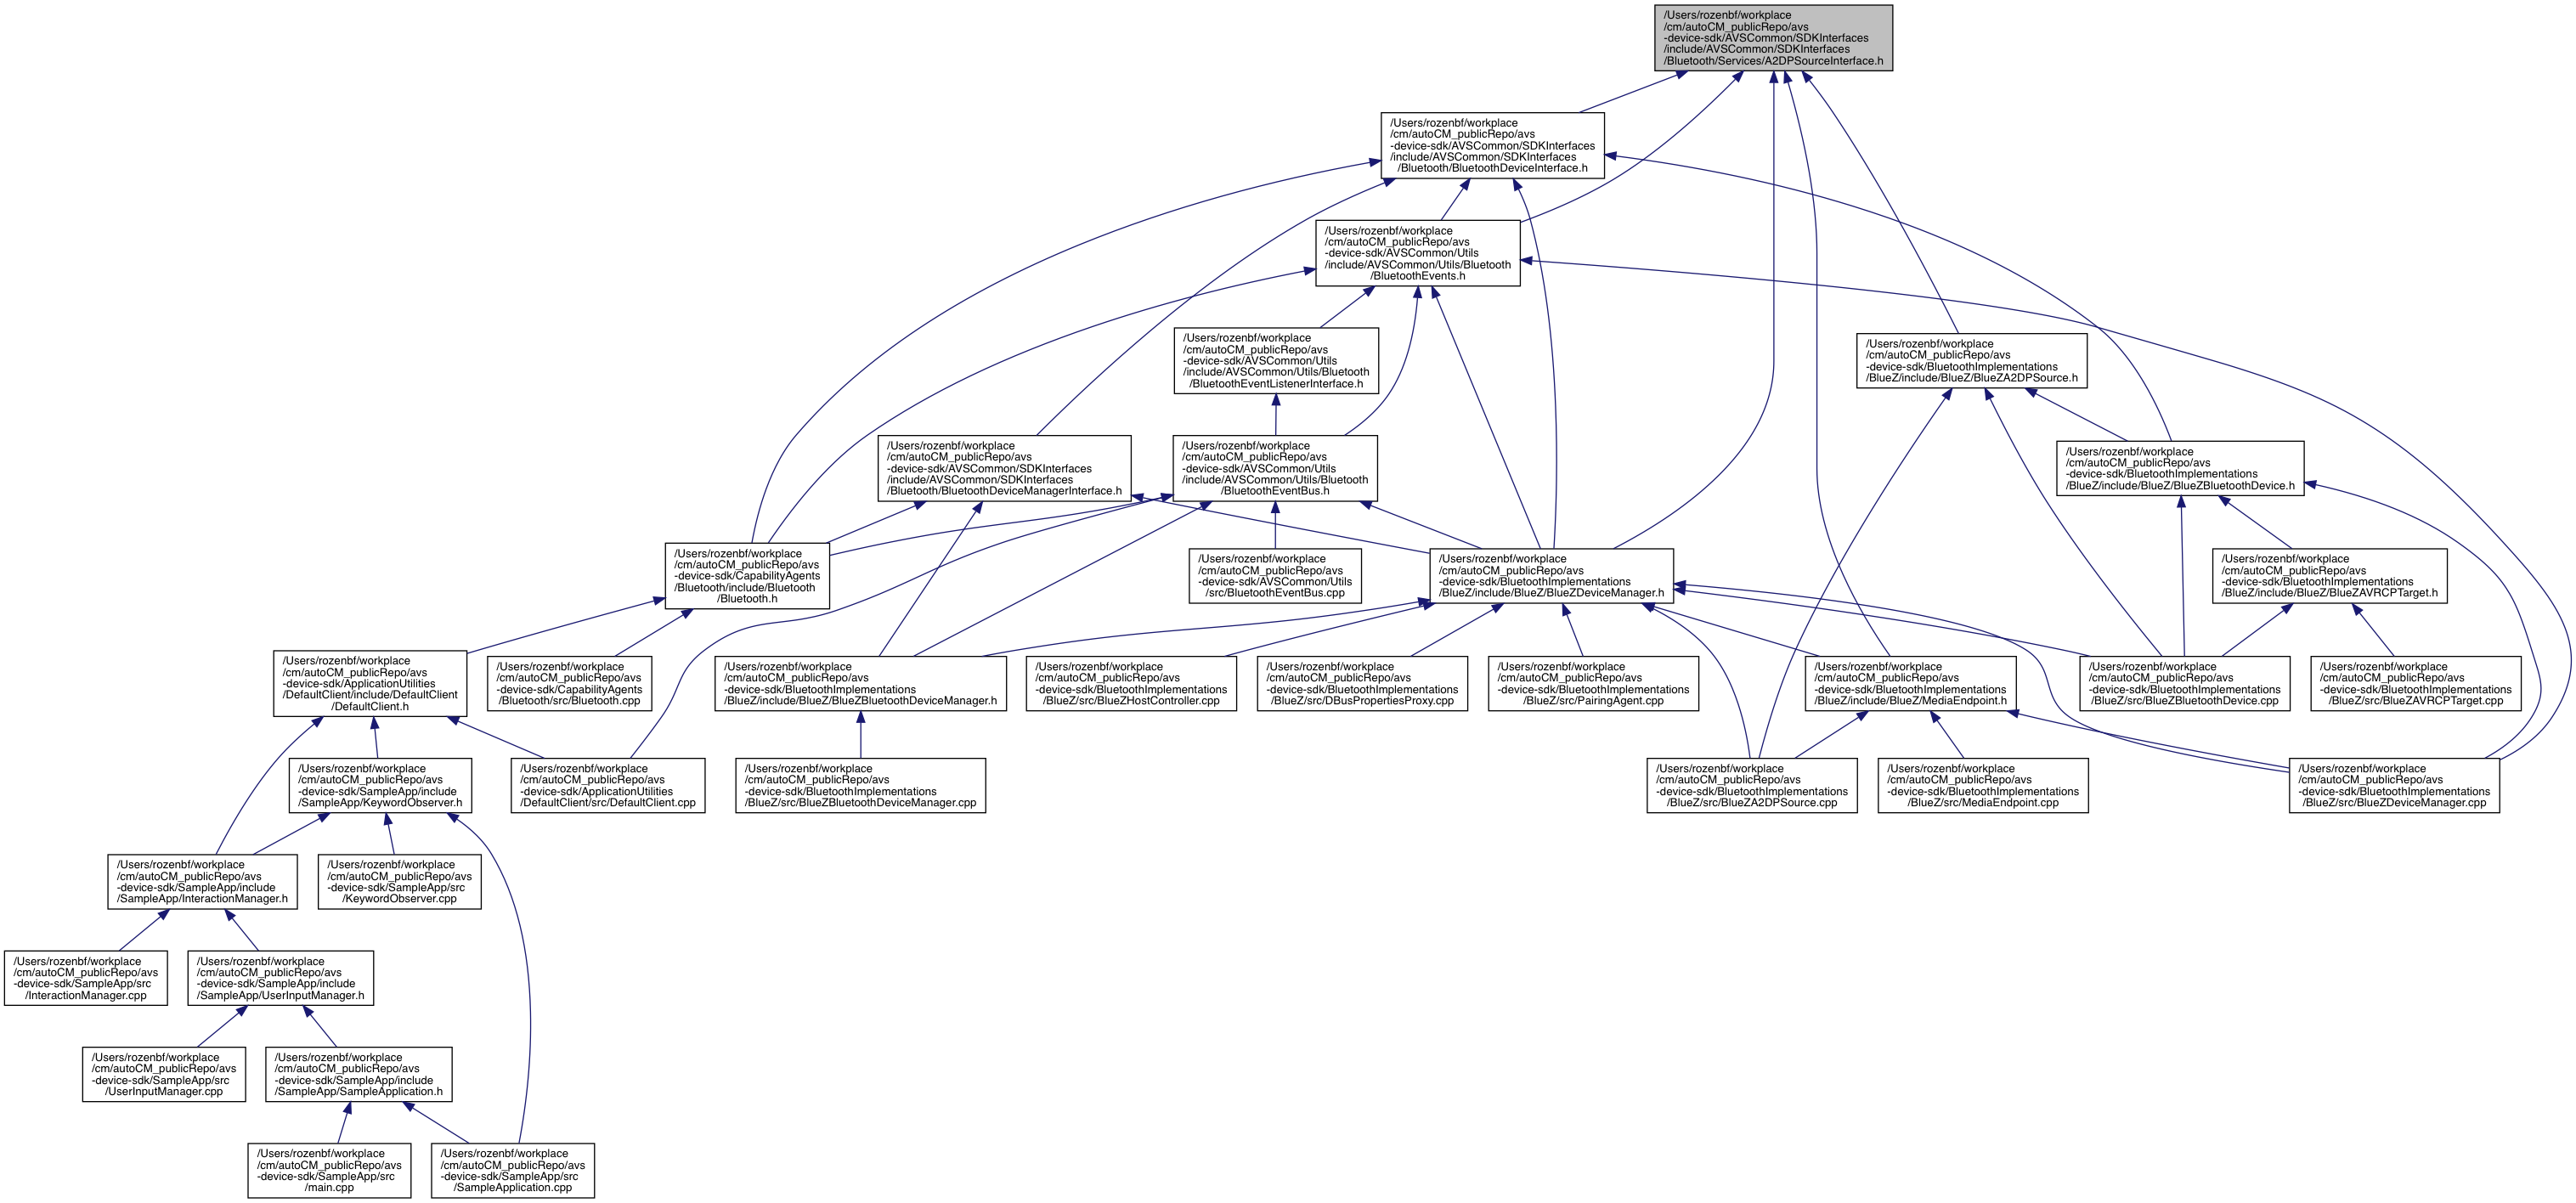 /Users/rozenbf/workplace
/cm/autoCM_publicRepo/avs
-device-sdk/AVSCommon/SDKInterfaces
/include/AVSCommon/SDKInterfaces
/Bluetooth/Services/A2DPSourceInterface.h
/Users/rozenbf/workplace
/cm/autoCM_publicRepo/avs
-device-sdk/AVSCommon/SDKInterfaces
/include/AVSCommon/SDKInterfaces
/Bluetooth/BluetoothDeviceInterface.h
/Users/rozenbf/workplace
/cm/autoCM_publicRepo/avs
-device-sdk/AVSCommon/Utils
/include/AVSCommon/Utils/Bluetooth
/BluetoothEvents.h
/Users/rozenbf/workplace
/cm/autoCM_publicRepo/avs
-device-sdk/AVSCommon/Utils
/include/AVSCommon/Utils/Bluetooth
/BluetoothEventListenerInterface.h
/Users/rozenbf/workplace
/cm/autoCM_publicRepo/avs
-device-sdk/BluetoothImplementations
/BlueZ/include/BlueZ/BlueZA2DPSource.h
/Users/rozenbf/workplace
/cm/autoCM_publicRepo/avs
-device-sdk/AVSCommon/SDKInterfaces
/include/AVSCommon/SDKInterfaces
/Bluetooth/BluetoothDeviceManagerInterface.h
/Users/rozenbf/workplace
/cm/autoCM_publicRepo/avs
-device-sdk/AVSCommon/Utils
/include/AVSCommon/Utils/Bluetooth
/BluetoothEventBus.h
/Users/rozenbf/workplace
/cm/autoCM_publicRepo/avs
-device-sdk/BluetoothImplementations
/BlueZ/include/BlueZ/BlueZBluetoothDevice.h
/Users/rozenbf/workplace
/cm/autoCM_publicRepo/avs
-device-sdk/CapabilityAgents
/Bluetooth/include/Bluetooth
/Bluetooth.h
/Users/rozenbf/workplace
/cm/autoCM_publicRepo/avs
-device-sdk/AVSCommon/Utils
/src/BluetoothEventBus.cpp
/Users/rozenbf/workplace
/cm/autoCM_publicRepo/avs
-device-sdk/BluetoothImplementations
/BlueZ/include/BlueZ/BlueZDeviceManager.h
/Users/rozenbf/workplace
/cm/autoCM_publicRepo/avs
-device-sdk/BluetoothImplementations
/BlueZ/include/BlueZ/BlueZAVRCPTarget.h
/Users/rozenbf/workplace
/cm/autoCM_publicRepo/avs
-device-sdk/ApplicationUtilities
/DefaultClient/include/DefaultClient
/DefaultClient.h
/Users/rozenbf/workplace
/cm/autoCM_publicRepo/avs
-device-sdk/CapabilityAgents
/Bluetooth/src/Bluetooth.cpp
/Users/rozenbf/workplace
/cm/autoCM_publicRepo/avs
-device-sdk/BluetoothImplementations
/BlueZ/include/BlueZ/BlueZBluetoothDeviceManager.h
/Users/rozenbf/workplace
/cm/autoCM_publicRepo/avs
-device-sdk/BluetoothImplementations
/BlueZ/src/BlueZHostController.cpp
/Users/rozenbf/workplace
/cm/autoCM_publicRepo/avs
-device-sdk/BluetoothImplementations
/BlueZ/src/DBusPropertiesProxy.cpp
/Users/rozenbf/workplace
/cm/autoCM_publicRepo/avs
-device-sdk/BluetoothImplementations
/BlueZ/src/PairingAgent.cpp
/Users/rozenbf/workplace
/cm/autoCM_publicRepo/avs
-device-sdk/BluetoothImplementations
/BlueZ/include/BlueZ/MediaEndpoint.h
/Users/rozenbf/workplace
/cm/autoCM_publicRepo/avs
-device-sdk/BluetoothImplementations
/BlueZ/src/BlueZBluetoothDevice.cpp
/Users/rozenbf/workplace
/cm/autoCM_publicRepo/avs
-device-sdk/BluetoothImplementations
/BlueZ/src/BlueZAVRCPTarget.cpp
/Users/rozenbf/workplace
/cm/autoCM_publicRepo/avs
-device-sdk/SampleApp/include
/SampleApp/KeywordObserver.h
/Users/rozenbf/workplace
/cm/autoCM_publicRepo/avs
-device-sdk/ApplicationUtilities
/DefaultClient/src/DefaultClient.cpp
/Users/rozenbf/workplace
/cm/autoCM_publicRepo/avs
-device-sdk/BluetoothImplementations
/BlueZ/src/BlueZBluetoothDeviceManager.cpp
/Users/rozenbf/workplace
/cm/autoCM_publicRepo/avs
-device-sdk/BluetoothImplementations
/BlueZ/src/BlueZA2DPSource.cpp
/Users/rozenbf/workplace
/cm/autoCM_publicRepo/avs
-device-sdk/BluetoothImplementations
/BlueZ/src/MediaEndpoint.cpp
/Users/rozenbf/workplace
/cm/autoCM_publicRepo/avs
-device-sdk/BluetoothImplementations
/BlueZ/src/BlueZDeviceManager.cpp
/Users/rozenbf/workplace
/cm/autoCM_publicRepo/avs
-device-sdk/SampleApp/include
/SampleApp/InteractionManager.h
/Users/rozenbf/workplace
/cm/autoCM_publicRepo/avs
-device-sdk/SampleApp/src
/KeywordObserver.cpp
/Users/rozenbf/workplace
/cm/autoCM_publicRepo/avs
-device-sdk/SampleApp/src
/InteractionManager.cpp
/Users/rozenbf/workplace
/cm/autoCM_publicRepo/avs
-device-sdk/SampleApp/include
/SampleApp/UserInputManager.h
/Users/rozenbf/workplace
/cm/autoCM_publicRepo/avs
-device-sdk/SampleApp/src
/UserInputManager.cpp
/Users/rozenbf/workplace
/cm/autoCM_publicRepo/avs
-device-sdk/SampleApp/include
/SampleApp/SampleApplication.h
/Users/rozenbf/workplace
/cm/autoCM_publicRepo/avs
-device-sdk/SampleApp/src
/main.cpp
/Users/rozenbf/workplace
/cm/autoCM_publicRepo/avs
-device-sdk/SampleApp/src
/SampleApplication.cpp